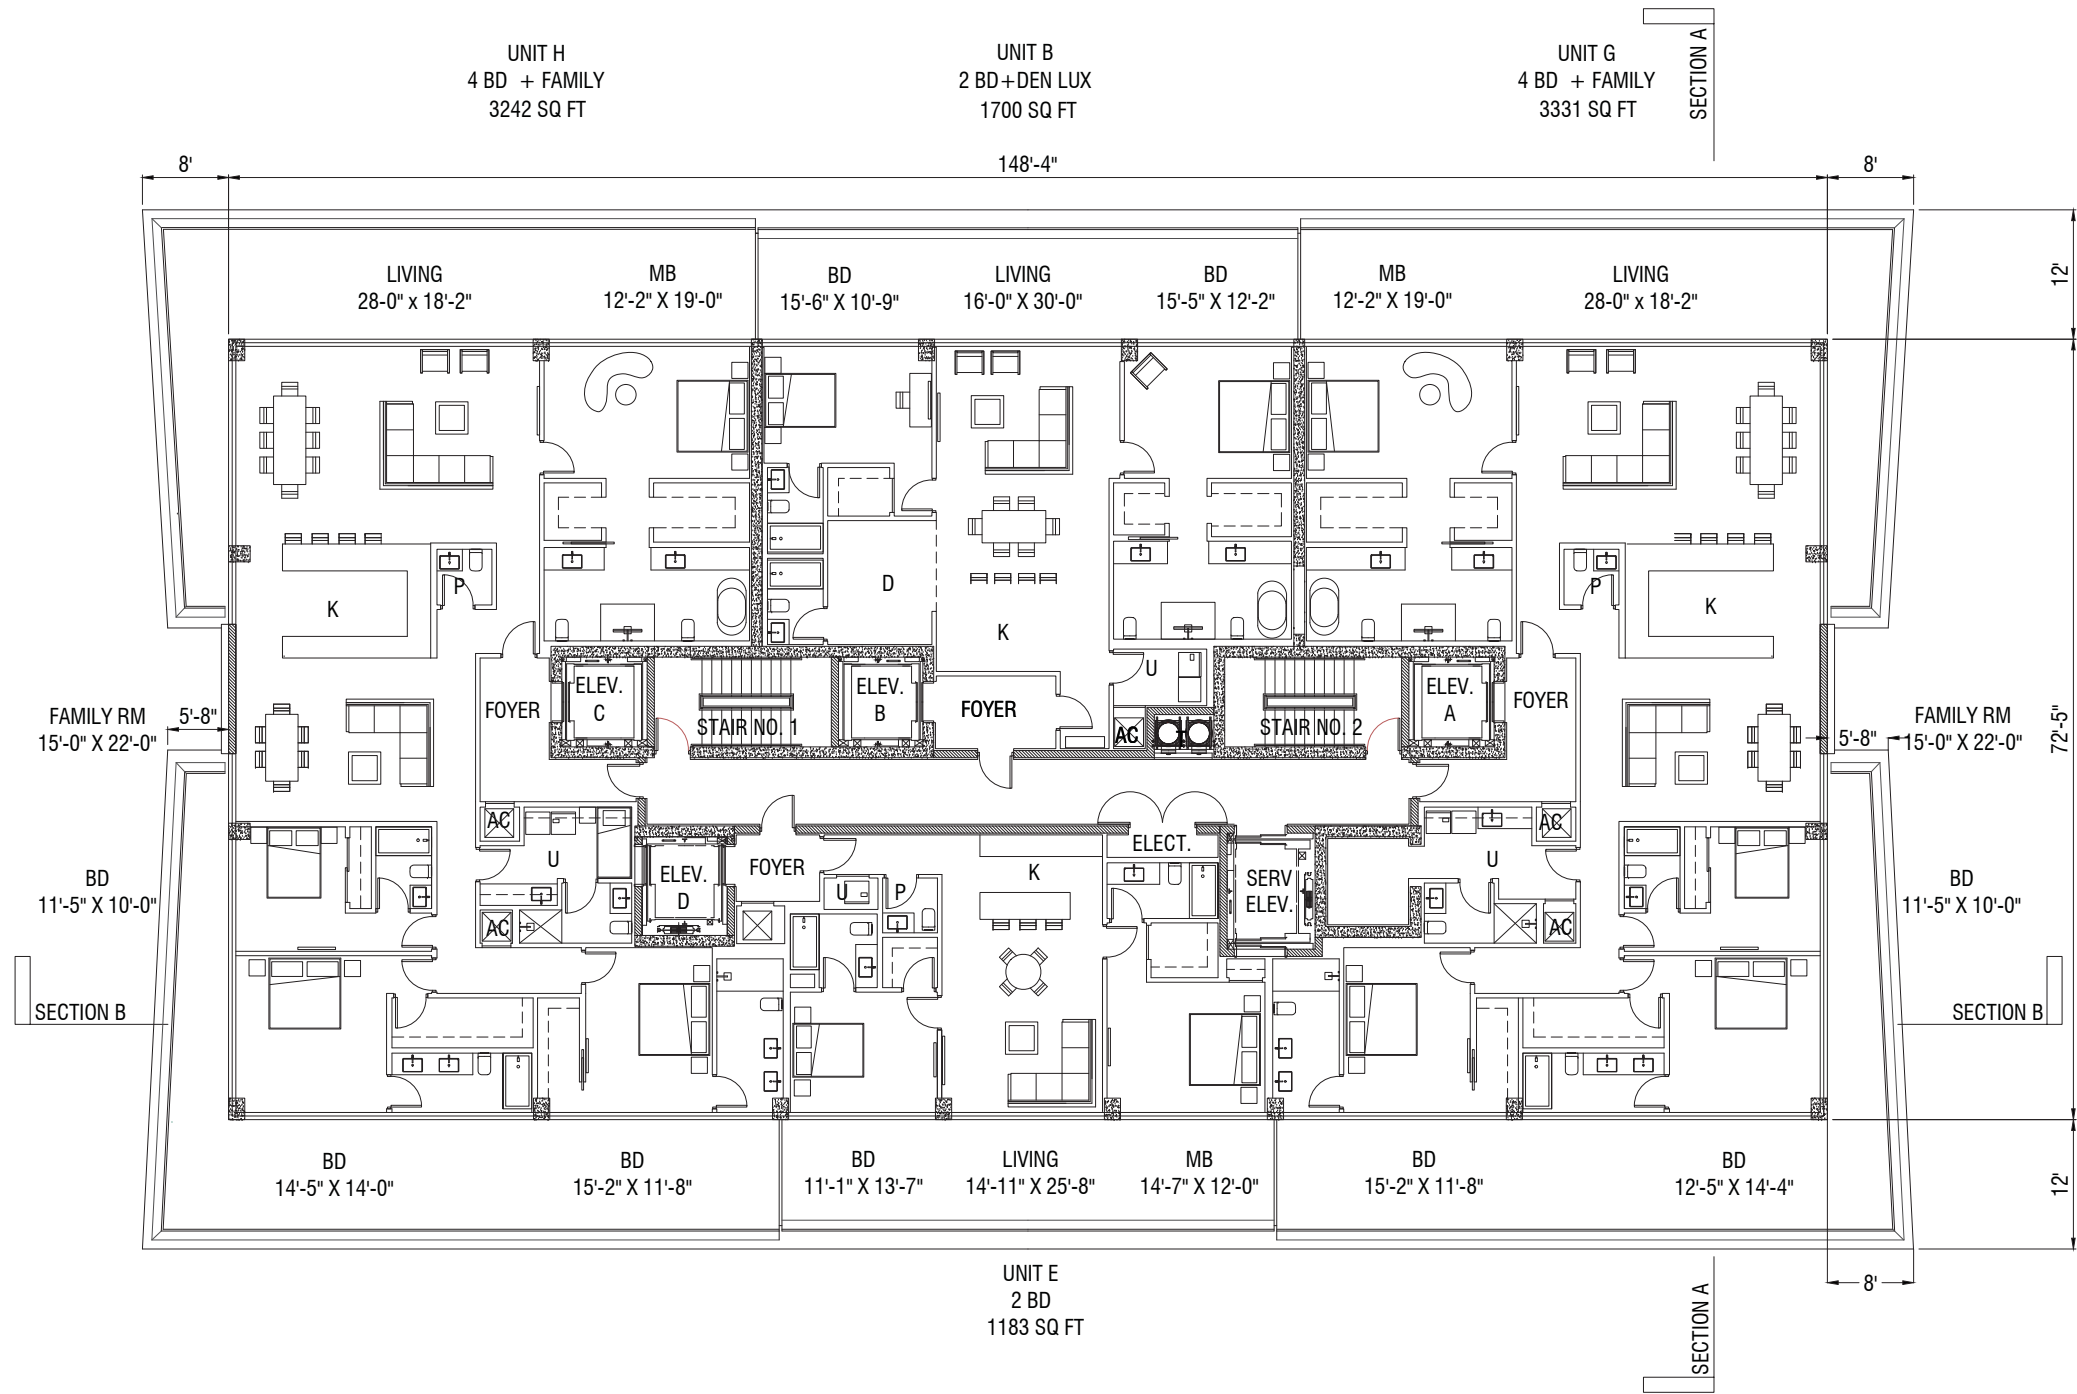 UNIT H
4 BD + FAMILY
3242 SQ FT
UNIT B
2 BD+DEN LUX
1700 SQ FT
UNIT G
4 BD + FAMILY
3331 SQ FT
SECTION A
8'
148'-4"
8'
12'
LIVING
28-0" x 18'-2"
MB
12'-2" X 19'-0"
BD
15'-6" X 10'-9"
LIVING
16'-0" X 30'-0"
BD
15'-5" X 12'-2"
MB
12'-2" X 19'-0"
LIVING
28-0" x 18'-2"
K
P
D
K
U
P
K
FOYER
ELEV.
C
STAIR NO. 1
ELEV.
B
FOYER
AC
STAIR NO. 2
ELEV.
A
FOYER
FAMILY RM
15'-0" X 22'-0"
5'-8"
5'-8"
FAMILY RM
15'-0" X 22'-0"
72'-5"
AC
U
ELEV.
D
FOYER
U
P
K
ELECT.
SERV
ELEV.
U
AC
AC
AC
BD
11'-5" X 10'-0"
BD
11'-5" X 10'-0"
SECTION B
SECTION B
BD
14'-5" X 14'-0"
BD
15'-2" X 11'-8"
BD
11'-1" X 13'-7"
LIVING
14'-11" X 25'-8"
MB
14'-7" X 12'-0"
BD
15'-2" X 11'-8"
BD
12'-5" X 14'-4"
12'
8'
UNIT E
2 BD
1183 SQ FT
SECTION A